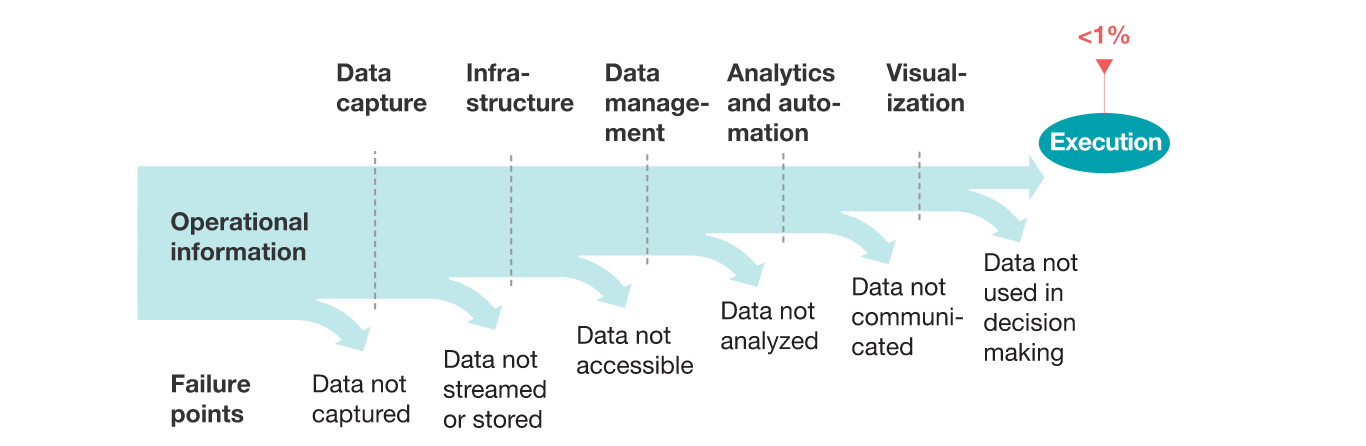 <1%
Data
capture
Infra-
structure
Data
manage-
ment
Analytics
and auto-
mation
Visual-
ization
Execution
Operational
information
Failure
points
Data not
captured
Data not
streamed
or stored
Data not
accessible
Data not
analyzed
Data not
communi-
cated
Data not
used in
decision
making